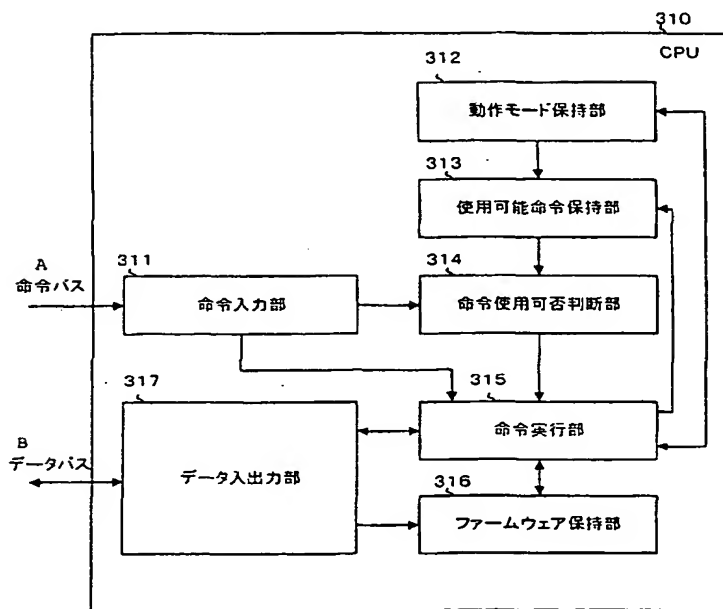 310
CPU
312
動作モード保持部
313
使用可能命令保持部
A
命令バス
311
命令入力部
314
命令使用可否判断部
317
315
命令実行部
B
データバス
データ入出力部
316
ファームウェア保持部